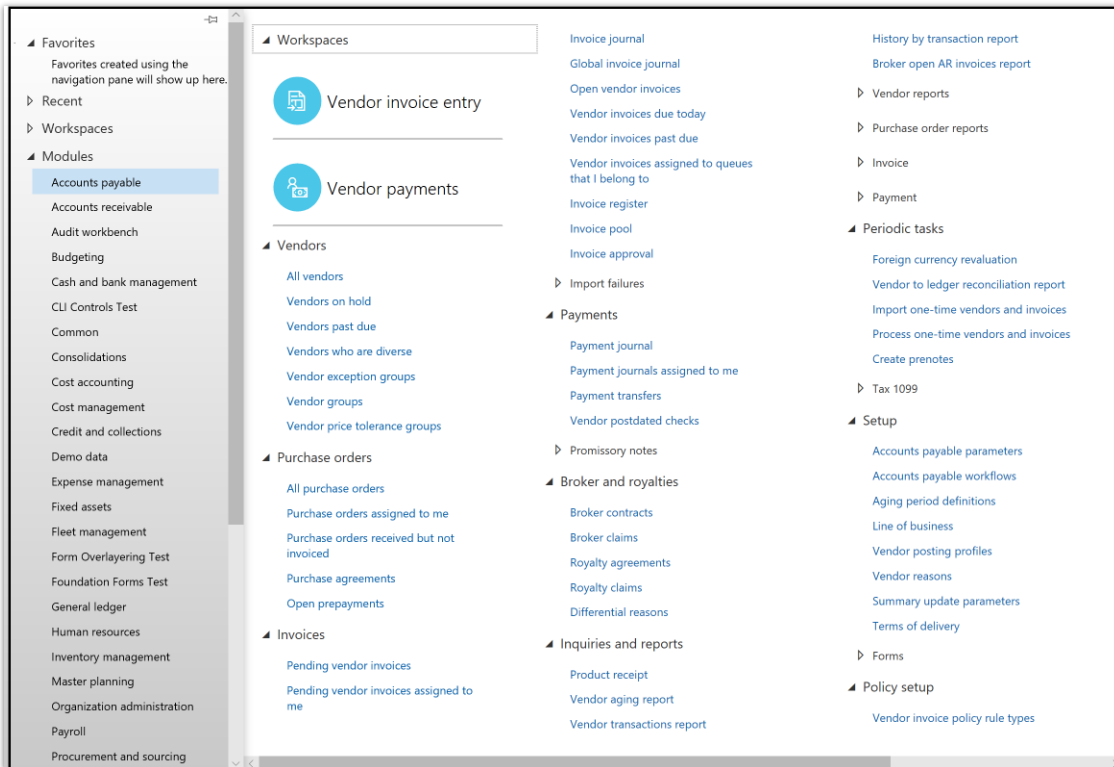 Favorites
Favorites created using the
navigation pane will show up here.
Recent
Workspaces
Modules
Accounts payable
Accounts receivable
Audit workbench
Budgeting
Cash and bank management
CLI Controls Test
Common
Consolidations
Cost accounting
Cost management
Credit and collections
Demo data
Expense management
Fixed assets
Fleet management
Form Overlayering Test
Foundation Forms Test
General ledger
Human resources
Inventory management
Master planning
Organization administration
Payroll
Procurement and sourcing
Workspaces
Vendor invoice entry
Vendor payments
Vendors
All vendors
Vendors on hold
Vendors past due
Vendors who are diverse
Vendor exception groups
Vendor groups
Vendor price tolerance groups
Purchase orders
All purchase orders
Purchase orders assigned to me
Purchase orders received but not
invoiced
Purchase agreements
Open prepayments
Invoices
Pending vendor invoices
Pending vendor invoices assigned to
me
Invoice journal
Global invoice journal
Open vendor invoices
Vendor invoices due today
Vendor invoices past due
Vendor invoices assigned to queues
that I belong to
Invoice register
Invoice pool
Invoice approval
Import failures
Payments
Payment journal
Payment journals assigned to me
Payment transfers
Vendor postdated checks
Promissory notes
Broker and royalties
Broker contracts
Broker claims
Royalty agreements
Royalty claims
Differential reasons
Inquiries and reports
Product receipt
Vendor aging report
Vendor transactions report
History by transaction report
Broker open AR invoices report
Vendor reports
Purchase order reports
Invoice
Payment
Periodic tasks
Foreign currency revaluation
Vendor to ledger reconciliation report
Import one-time vendors and invoices
Process one-time vendors and invoices
Create prenotes
Tax 1099
Setup
Accounts payable parameters
Accounts payable workflows
Aging period definitions
Line of business
Vendor posting profiles
Vendor reasons
Summary update parameters
Terms of delivery
Forms
Policy setup
Vendor invoice policy rule types